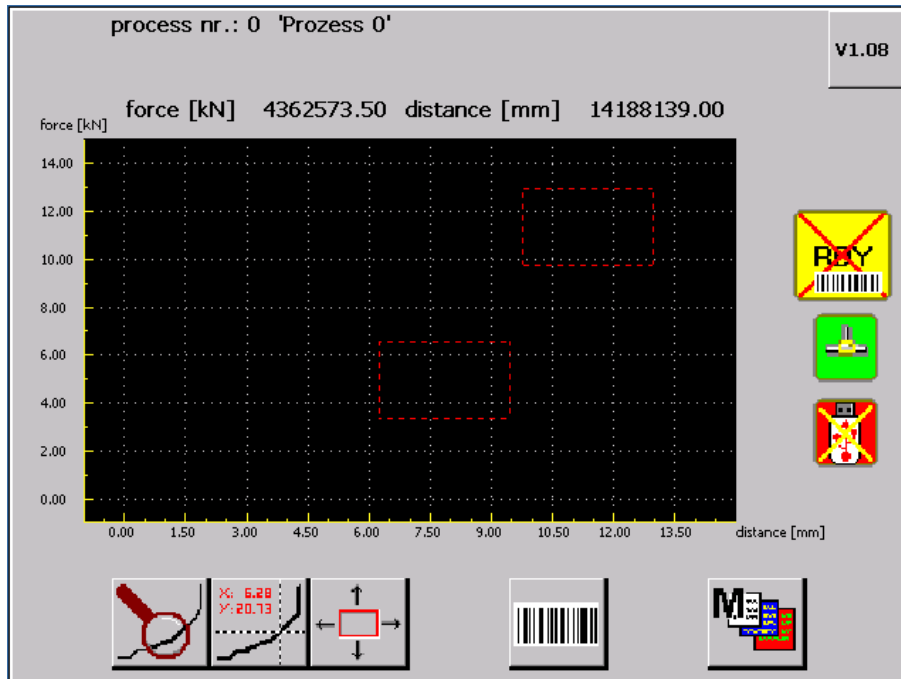 process nr.: 0 'Prozess 0'
V1.08
force [kN] 4362573.50 distance [mm] 14188139.00
force [kN]
14.00
12.00
10.00
8.00
6.00
4.00
2.00
0.00
0.00 1.50 3.00 4.50 6.00 7.50 9.00 10.50 12.00 13.50 distance [mm]
RDY
X: 6.28
Y:20.73
M